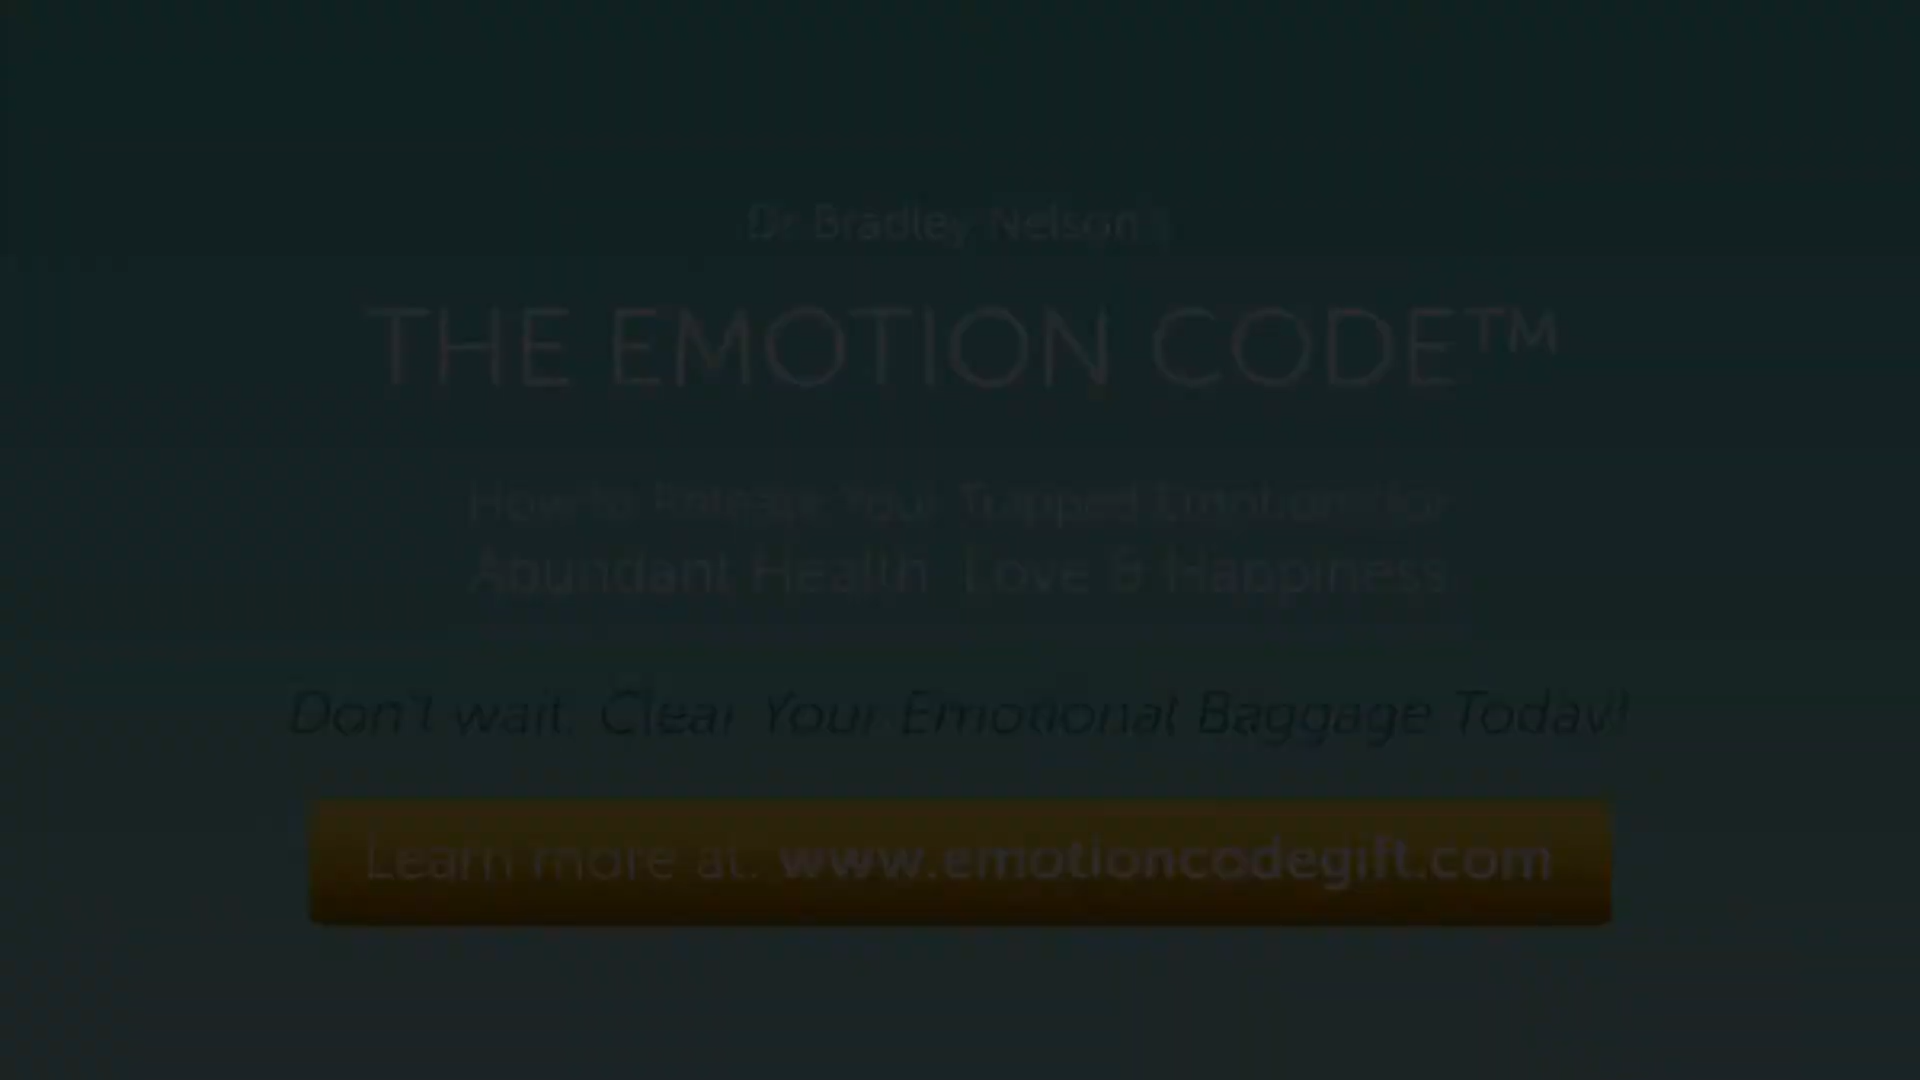 Dr. Bradley Nelson's
THE EMOTION CODE™
How to Release Your Trapped Emotions for
Abundant Health, Love & Happiness
Don't wait, Clear Your Emotional Baggage Today!
Learn more at: www.emotioncodegift.com